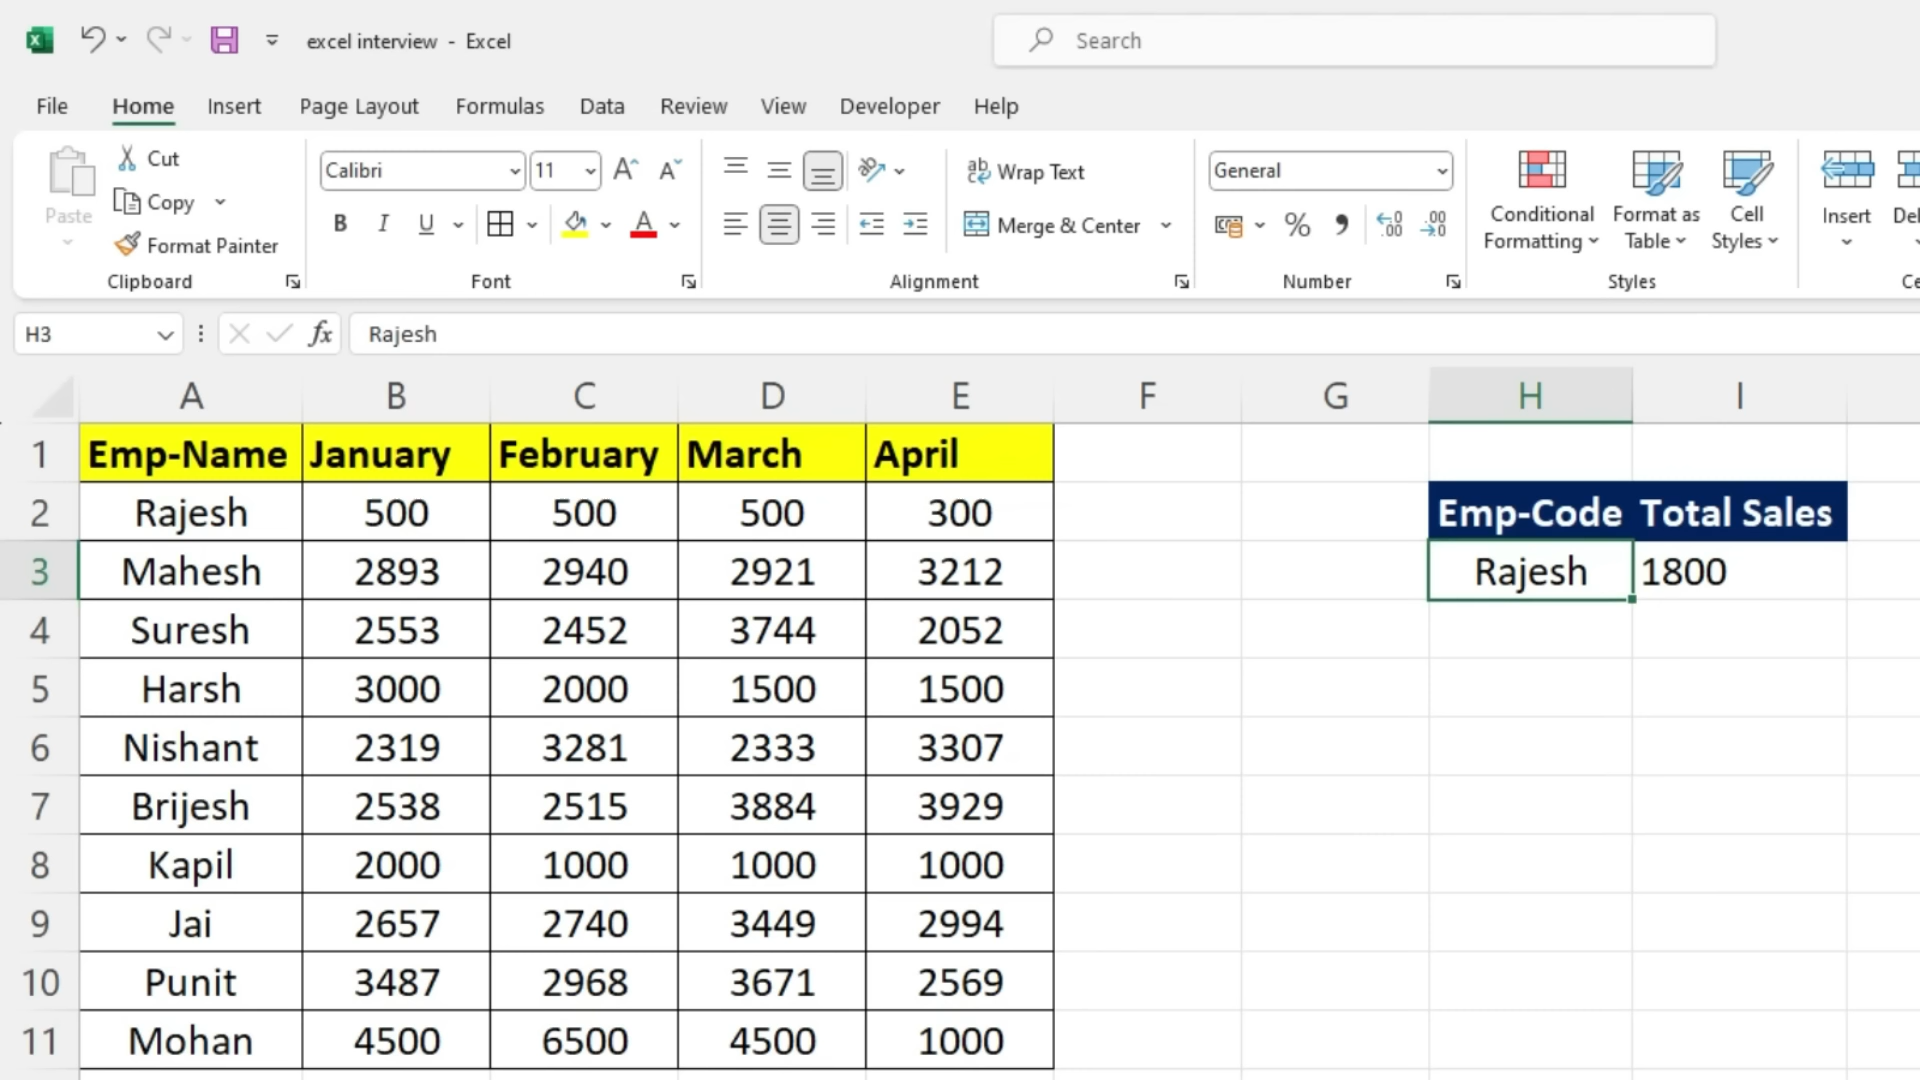 excel interview - Excel
Search
File Home Insert Page Layout Formulas Data Review View Developer Help
Paste
Cut
Copy
Format Painter
Clipboard
Calibri 11
B I U
Font
Wrap Text
Merge & Center
Alignment
General
Number
Conditional Formatting
Format as Table
Cell Styles
Styles
Insert
H3 fx Rajesh
A B C D E F G H I
1 Emp-Name January February March April
2 Rajesh 500 500 500 300 Emp-Code Total Sales
3 Mahesh 2893 2940 2921 3212 Rajesh 1800
4 Suresh 2553 2452 3744 2052
5 Harsh 3000 2000 1500 1500
6 Nishant 2319 3281 2333 3307
7 Brijesh 2538 2515 3884 3929
8 Kapil 2000 1000 1000 1000
9 Jai 2657 2740 3449 2994
10 Punit 3487 2968 3671 2569
11 Mohan 4500 6500 4500 1000